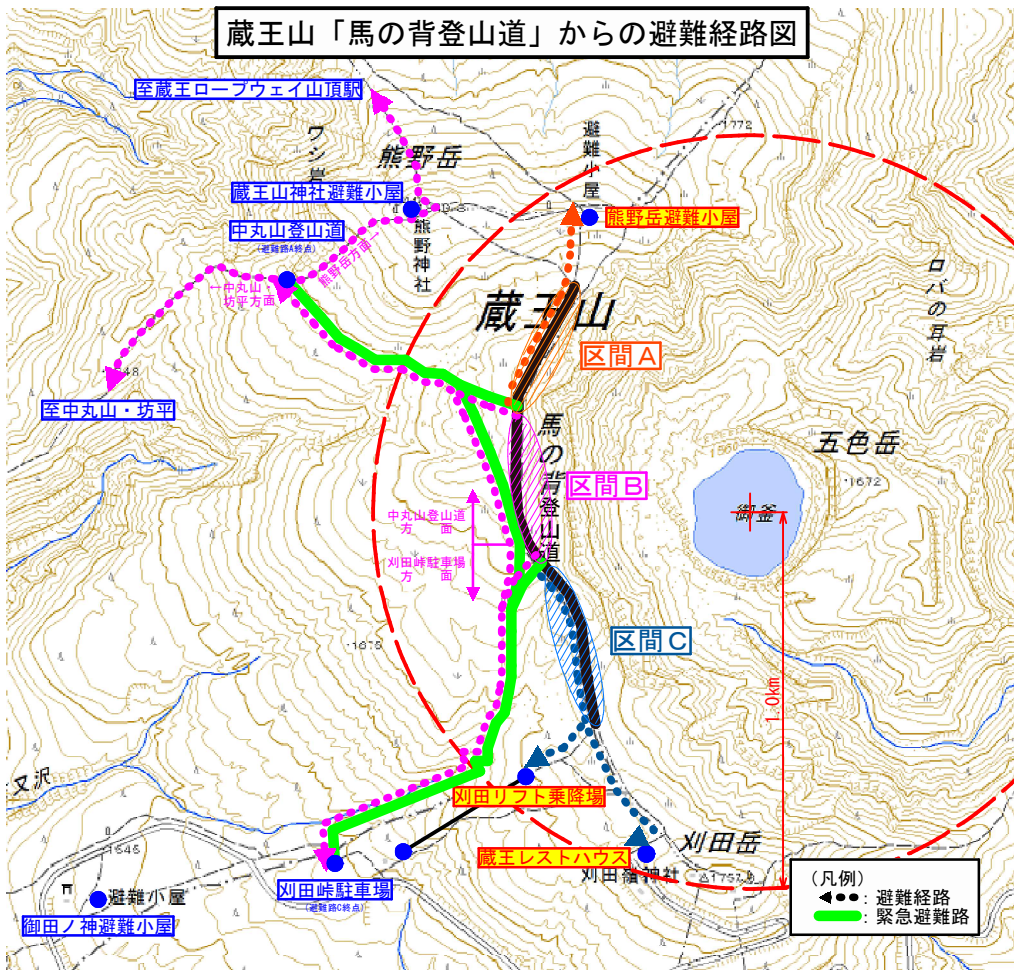 蔵王山「馬の背登山道」からの避難経路図
至蔵王ロープウェイ山頂駅
ワシ岩
熊野岳
避難小屋
1772
蔵王山神社避難小屋
熊野岳避難小屋
中丸山登山道
(避難路A終点)
熊野神社
熊野岳方面→
←中丸山・
坊平方面
ロバの耳岩
蔵王山
区間A
至中丸山・坊平
馬の背登山道
五色岳
・1672
区間B
御釜
中丸山登山道
方 面
刈田峠駐車場
方 面
区間C
・1675
1.0km
又沢
刈田リフト乗降場
刈田岳
蔵王レストハウス
刈田嶺神社
・1646
刈田峠駐車場
(避難路C終点)
避難小屋
御田ノ神避難小屋
(凡例)
:避難経路
:緊急避難路